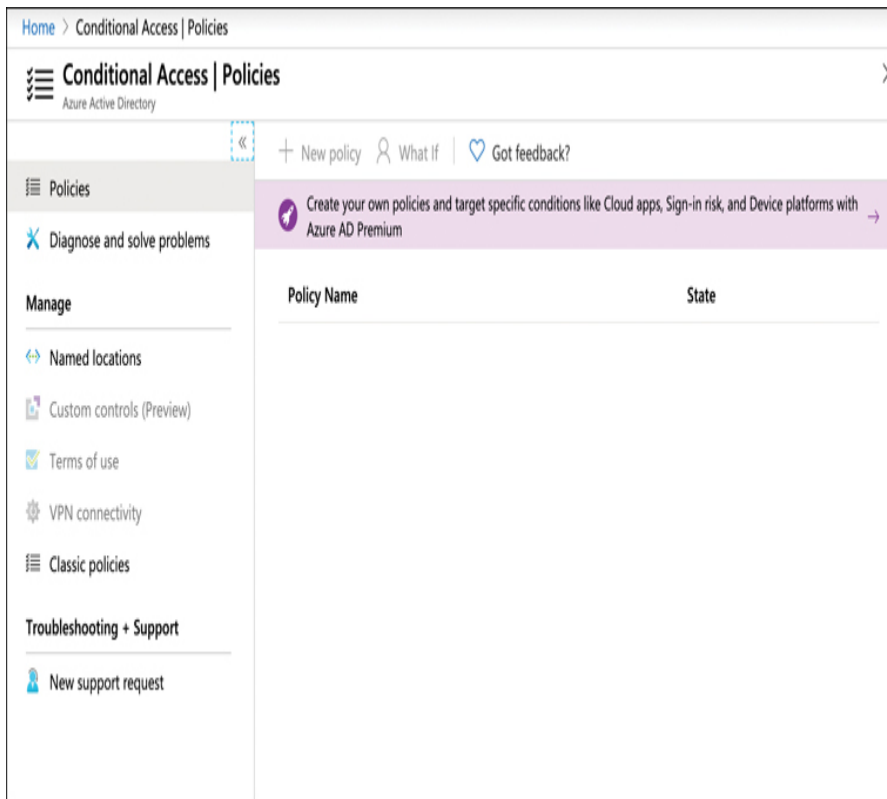 Home > Conditional Access | Policies
Conditional Access | Policies
Azure Active Directory
«
+ New policy What If | Got feedback?
Policies
Create your own policies and target specific conditions like Cloud apps, Sign-in risk, and Device platforms with
Azure AD Premium →
Diagnose and solve problems
Policy Name State
Manage
Named locations
Custom controls (Preview)
Terms of use
VPN connectivity
Classic policies
Troubleshooting + Support
New support request